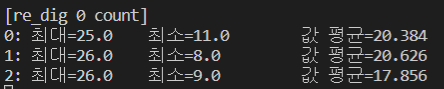 [re_dig 0 count]
0: 최대=25.0 최소=11.0 값 평균=20.384
1: 최대=26.0 최소=8.0 값 평균=20.626
2: 최대=26.0 최소=9.0 값 평균=17.856